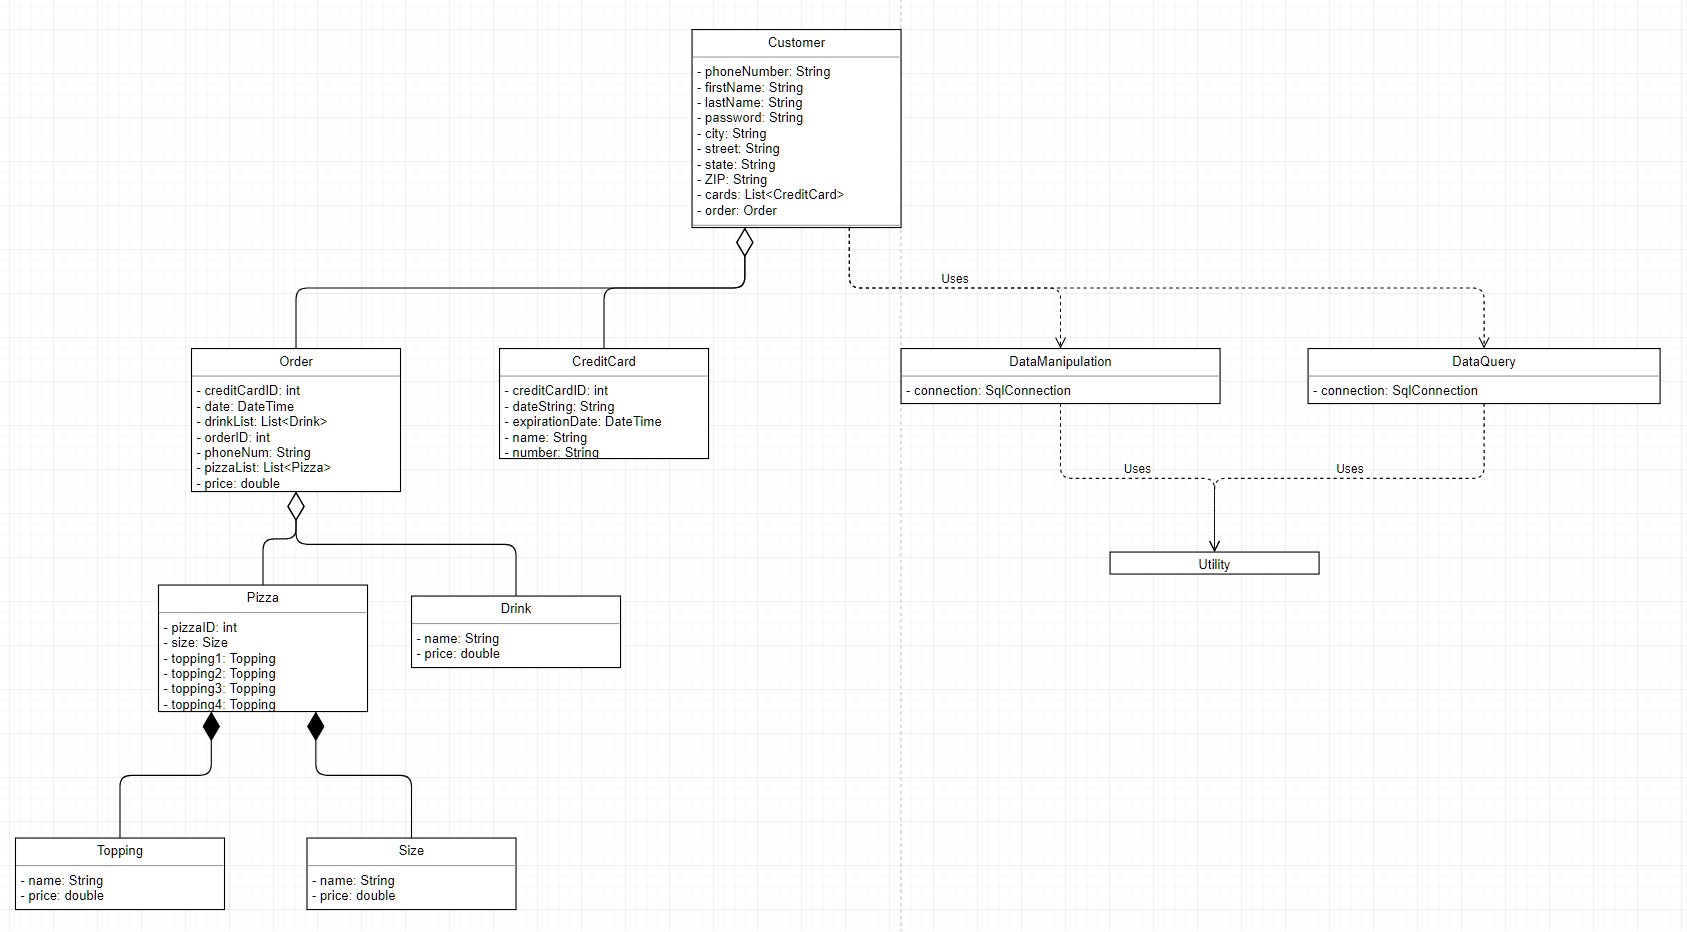 Customer
- phoneNumber: String
- firstName: String
- lastName: String
- password: String
- city: String
- street: String
- state: String
- ZIP: String
- cards: List<CreditCard>
- order: Order
Uses
Order
- creditCardID: int
- date: DateTime
- drinkList: List<Drink>
- orderID: int
- phoneNum: String
- pizzaList: List<Pizza>
- price: double
CreditCard
- creditCardID: int
- dateString: String
- expirationDate: DateTime
- name: String
- number: String
DataManipulation
- connection: SqlConnection
DataQuery
- connection: SqlConnection
Uses
Uses
Utility
Pizza
- pizzaID: int
- size: Size
- topping1: Topping
- topping2: Topping
- topping3: Topping
- topping4: Topping
Drink
- name: String
- price: double
Topping
- name: String
- price: double
Size
- name: String
- price: double